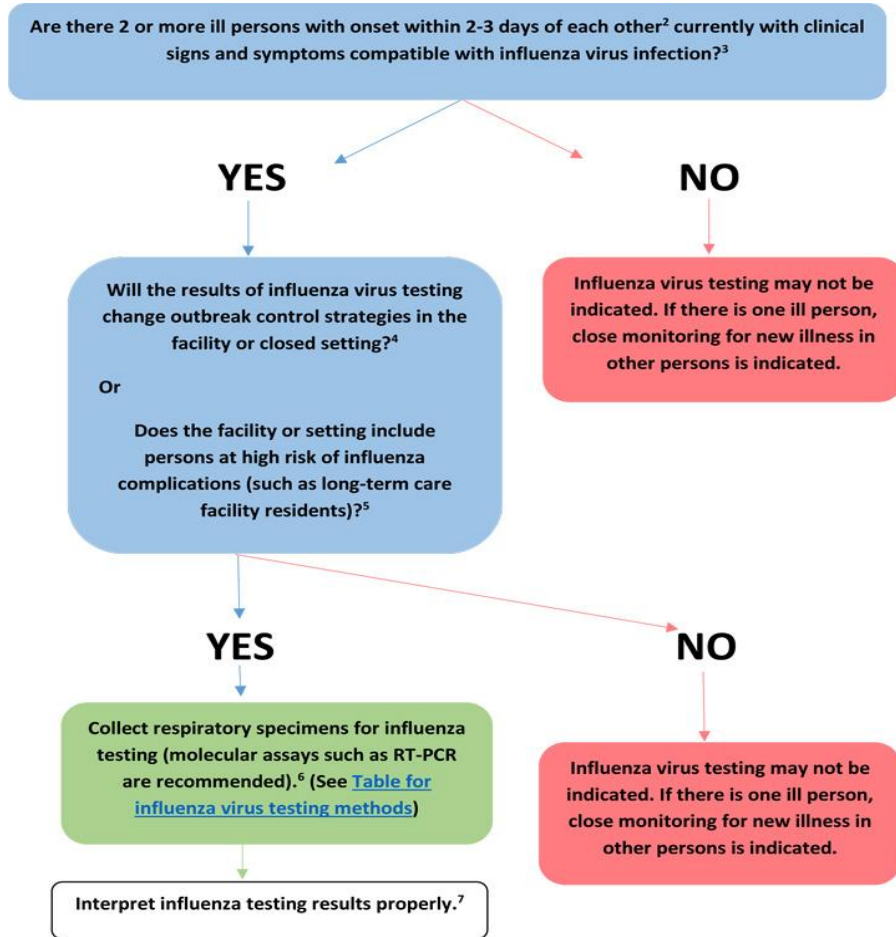 Are there 2 or more ill persons with onset within 2-3 days of each other² currently with clinical
signs and symptoms compatible with influenza virus infection?³
YES
NO
Will the results of influenza virus testing
change outbreak control strategies in the
facility or closed setting?⁴
Or
Does the facility or setting include
persons at high risk of influenza
complications (such as long-term care
facility residents)?⁵
Influenza virus testing may not be
indicated. If there is one ill person,
close monitoring for new illness in
other persons is indicated.
YES
NO
Collect respiratory specimens for influenza
testing (molecular assays such as RT-PCR
are recommended).⁶ (See Table for
influenza virus testing methods)
Influenza virus testing may not be
indicated. If there is one ill person,
close monitoring for new illness in
other persons is indicated.
Interpret influenza testing results properly.⁷